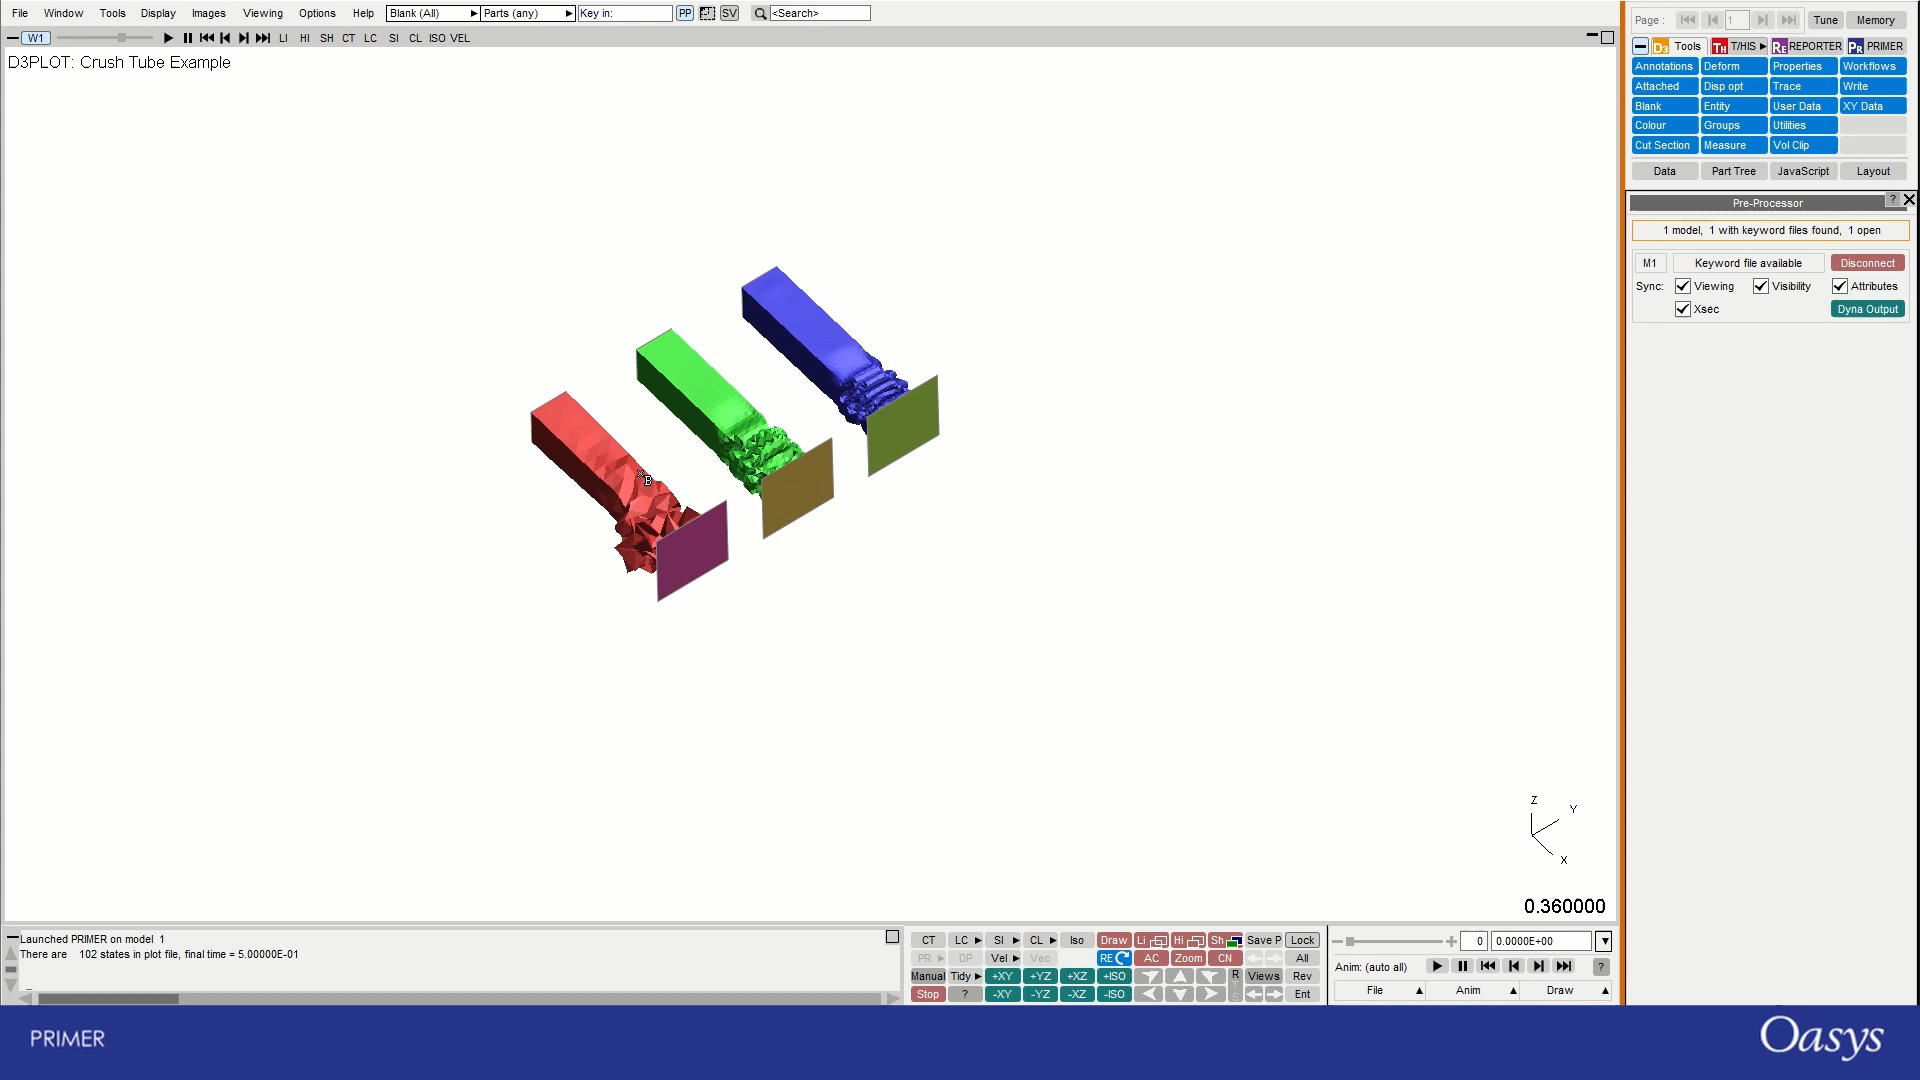 File Window Tools Display Images Viewing Options Help Blank (All) Parts (any) Key in: PP SV <Search>
W1 LI HI SH CT LC SI CL ISO VEL
D3PLOT: Crush Tube Example
Z
Y
X
0.360000
Page : 1 Tune Memory
D3 Tools TH T/HIS RE REPORTER PR PRIMER
Annotations Deform Properties Workflows
Attached Disp opt Trace Write
Blank Entity User Data XY Data
Colour Groups Utilities
Cut Section Measure Vol Clip
Data Part Tree JavaScript Layout
Pre-Processor ?
1 model, 1 with keyword files found, 1 open
M1 Keyword file available Disconnect
Sync: Viewing Visibility Attributes
Xsec Dyna Output
Launched PRIMER on model 1
There are 102 states in plot file, final time = 5.00000E-01
CT LC SI CL Iso Draw Li Hi Sh Save P Lock
PR DP Vel Vec RE AC Zoom CN All
Manual Tidy +XY +YZ +XZ +ISO R Views Rev
Stop ? -XY -YZ -XZ -ISO Ent
0 0.0000E+00
Anim: (auto all) ?
File Anim Draw
PRIMER
Oasys